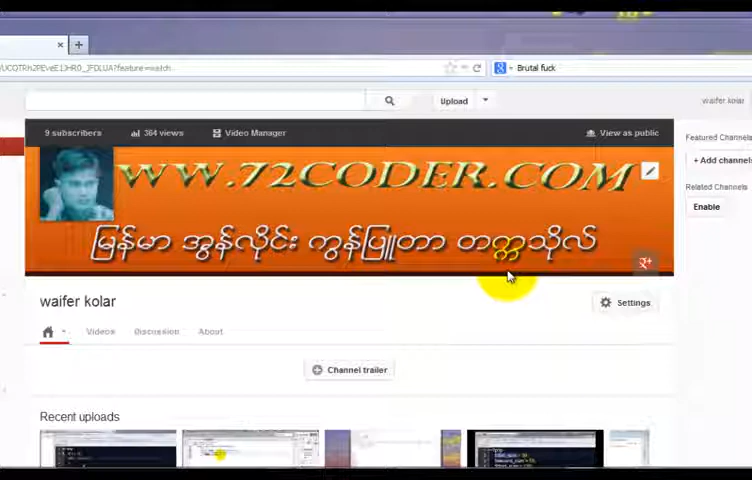 Brutal fuck
Upload
waifer kolar
9 subscribers
364 views
Video Manager
View as public
Featured Channels
WWW.72CODER.COM
+ Add channels
Related Channels
Enable
မြန်မာ အွန်လိုင်း ကွန်ပြူတာ တက္ကသိုလ်
waifer kolar
Settings
Videos
Discussion
About
Channel trailer
Recent uploads